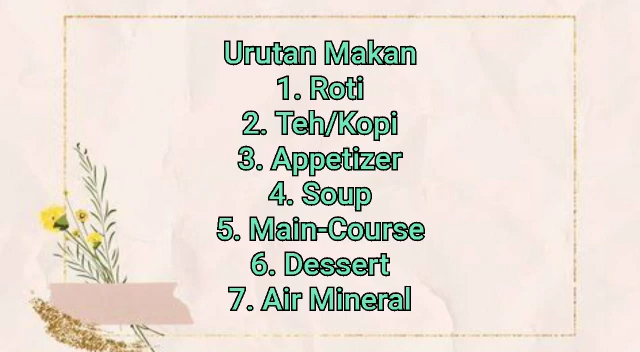 Urutan Makan
1. Roti
2. Teh/Kopi
3. Appetizer
4. Soup
5. Main-Course
6. Dessert
7. Air Mineral